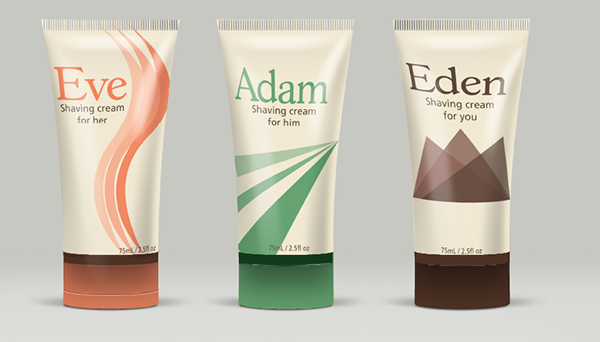 Eve
Shaving cream
for her
75mL / 2.5fl oz
Adam
Shaving cream
for him
75mL / 2.5fl oz
Eden
Shaving cream
for you
75mL / 2.5fl oz